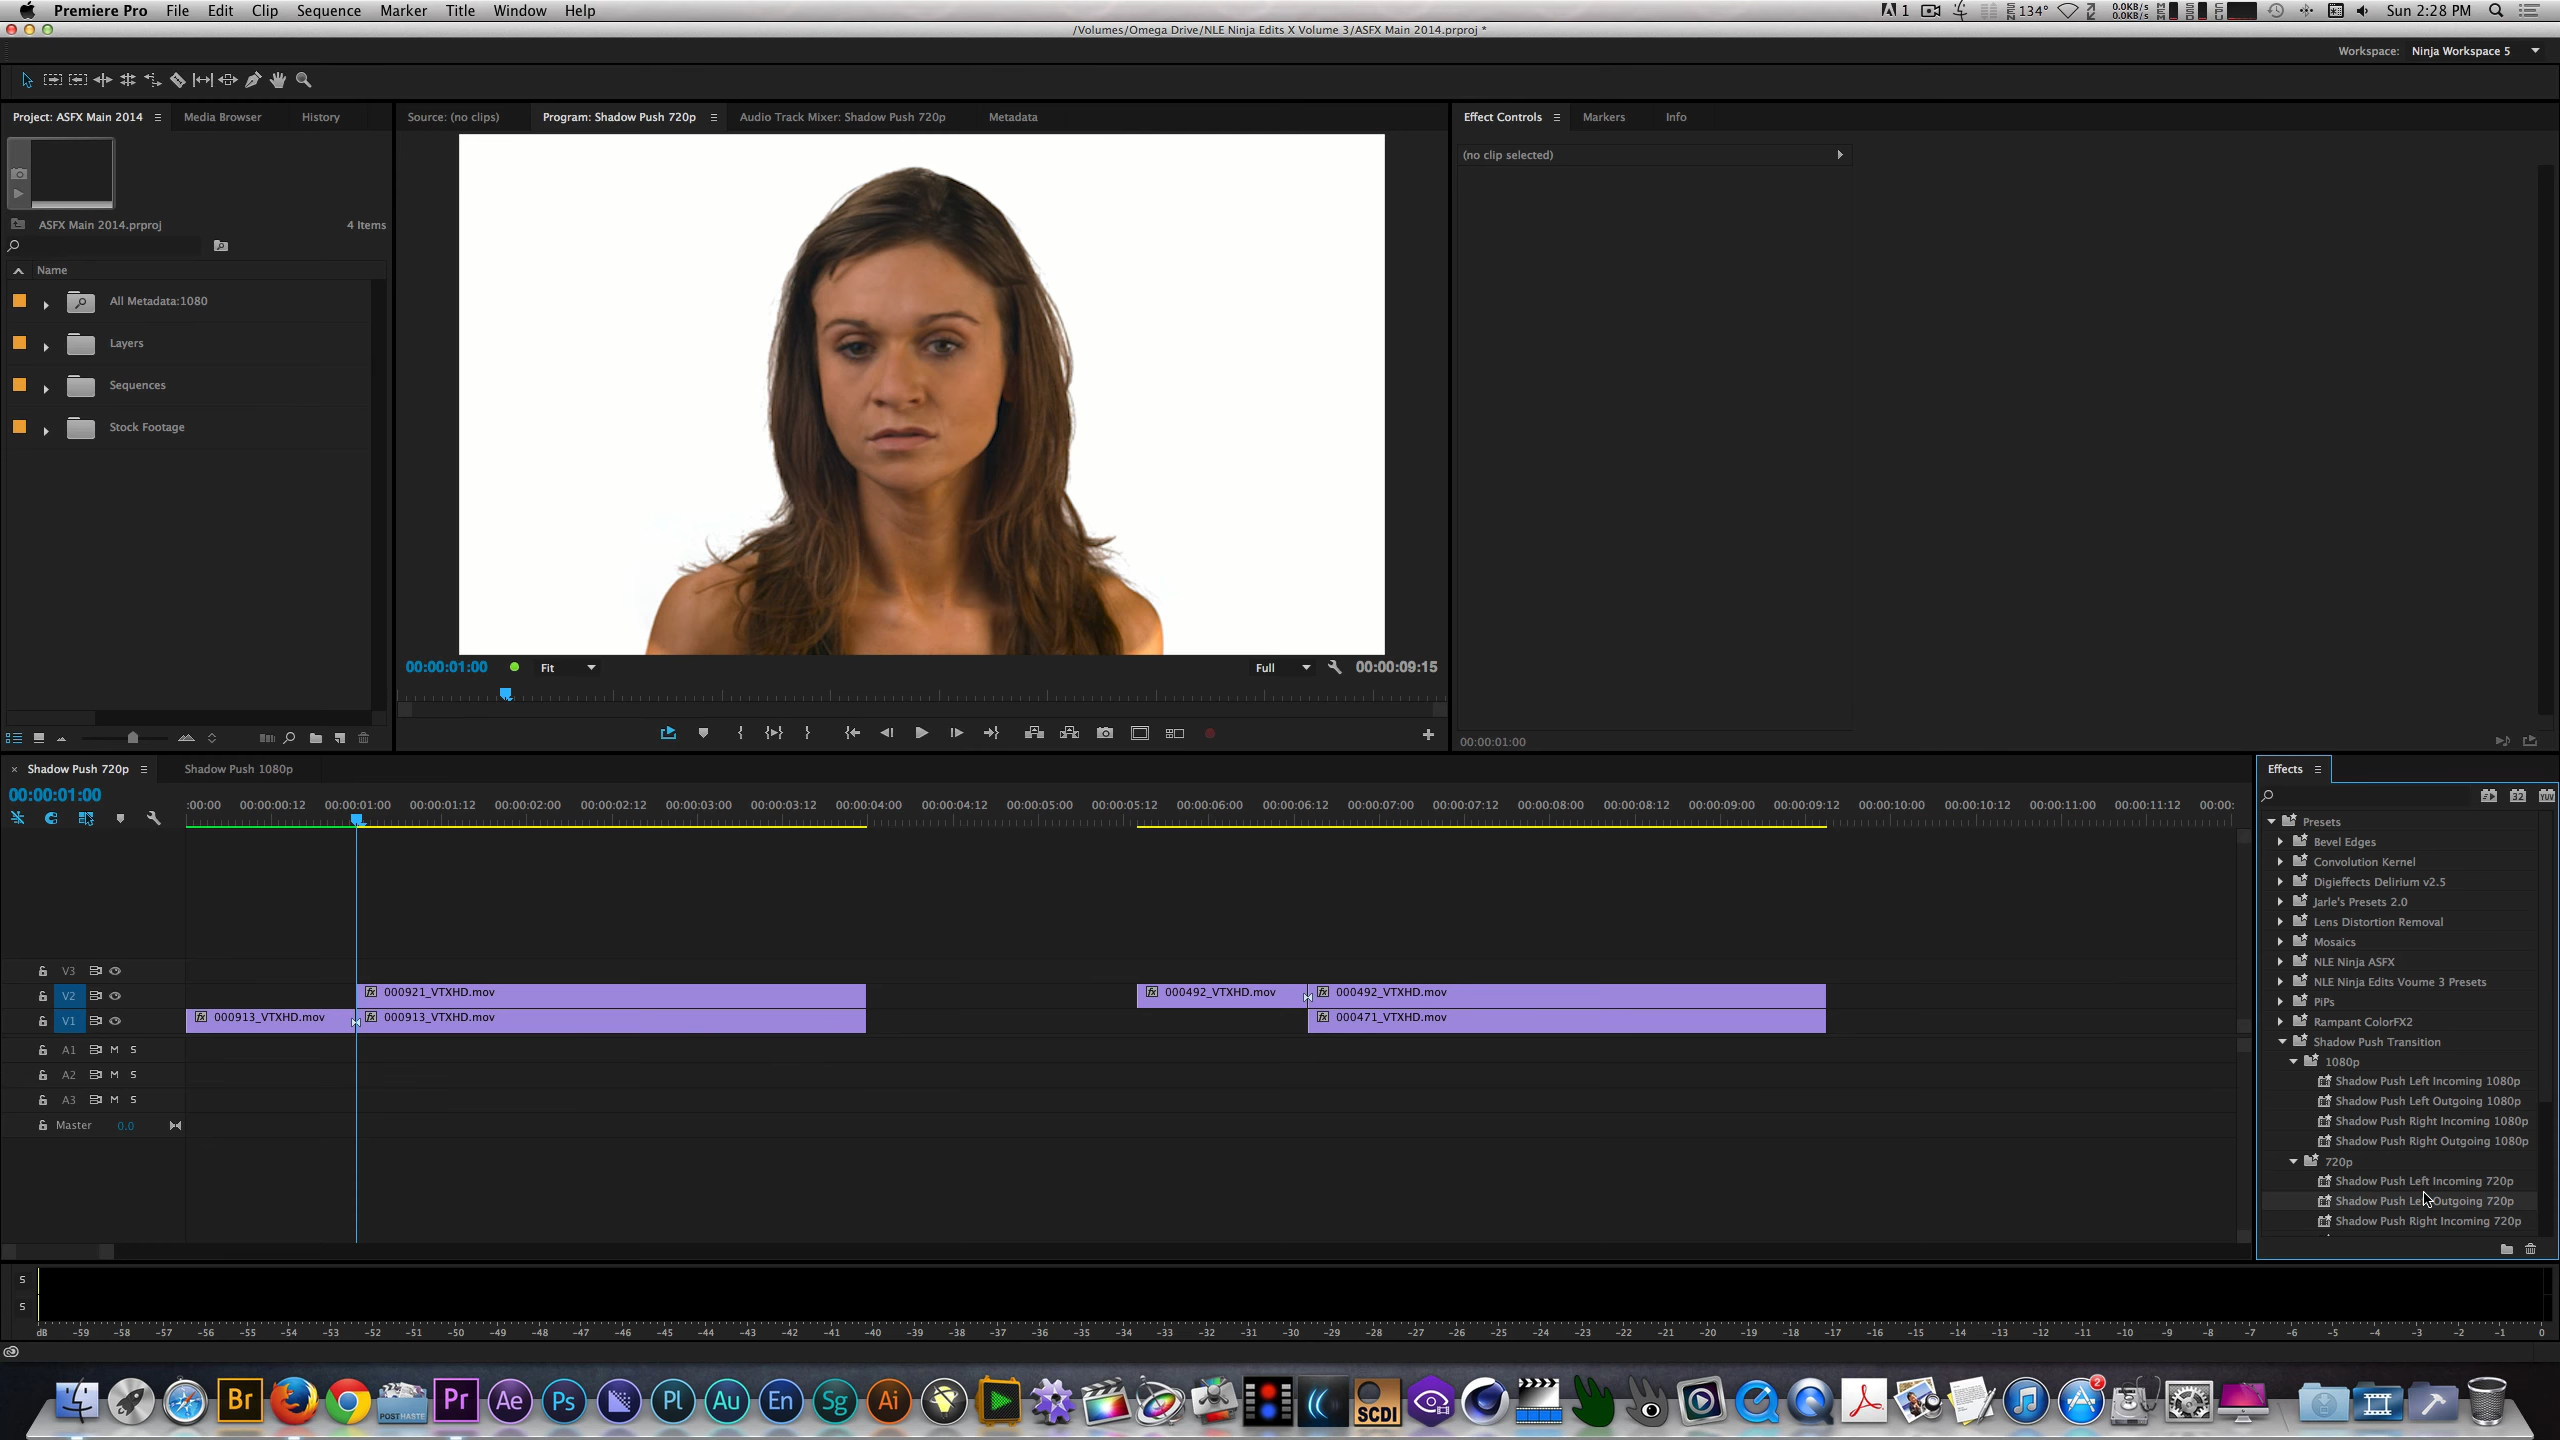 Premiere Pro File Edit Clip Sequence Marker Title Window Help 1 134° 0.0KB/s 0.0KB/s Sun 2:28 PM
/Volumes/Omega Drive/NLE Ninja Edits X Volume 3/ASFX Main 2014.prproj *
Workspace: Ninja Workspace 5
Project: ASFX Main 2014 Media Browser History
Source: (no clips) Program: Shadow Push 720p Audio Track Mixer: Shadow Push 720p Metadata
Effect Controls Markers Info
(no clip selected)
ASFX Main 2014.prproj 4 Items
Name
All Metadata:1080
Layers
Sequences
Stock Footage
00:00:01:00 Fit Full 00:00:09:15
00:00:01:00
× Shadow Push 720p Shadow Push 1080p
00:00:01:00
:00:00 00:00:00:12 00:00:01:00 00:00:01:12 00:00:02:00 00:00:02:12 00:00:03:00 00:00:03:12 00:00:04:00 00:00:04:12 00:00:05:00 00:00:05:12 00:00:06:00 00:00:06:12 00:00:07:00 00:00:07:12 00:00:08:00 00:00:08:12 00:00:09:00 00:00:09:12 00:00:10:00 00:00:10:12 00:00:11:00 00:00:11:12 00:00:
V3
V2 000921_VTXHD.mov 000492_VTXHD.mov 000492_VTXHD.mov
V1 000913_VTXHD.mov 000913_VTXHD.mov 000471_VTXHD.mov
A1 M S
A2 M S
A3 M S
Master 0.0
Effects
32 YUV
Presets
Bevel Edges
Convolution Kernel
Digieffects Delirium v2.5
Jarle's Presets 2.0
Lens Distortion Removal
Mosaics
NLE Ninja ASFX
NLE Ninja Edits Voume 3 Presets
PiPs
Rampant ColorFX2
Shadow Push Transition
1080p
Shadow Push Left Incoming 1080p
Shadow Push Left Outgoing 1080p
Shadow Push Right Incoming 1080p
Shadow Push Right Outgoing 1080p
720p
Shadow Push Left Incoming 720p
Shadow Push Left Outgoing 720p
Shadow Push Right Incoming 720p
S
S
dB -59 -58 -57 -56 -55 -54 -53 -52 -51 -50 -49 -48 -47 -46 -45 -44 -43 -42 -41 -40 -39 -38 -37 -36 -35 -34 -33 -32 -31 -30 -29 -28 -27 -26 -25 -24 -23 -22 -21 -20 -19 -18 -17 -16 -15 -14 -13 -12 -11 -10 -9 -8 -7 -6 -5 -4 -3 -2 -1 0
Br POST HASTE Pr Ae Ps Pl Au En Sg Ai SCDI 2